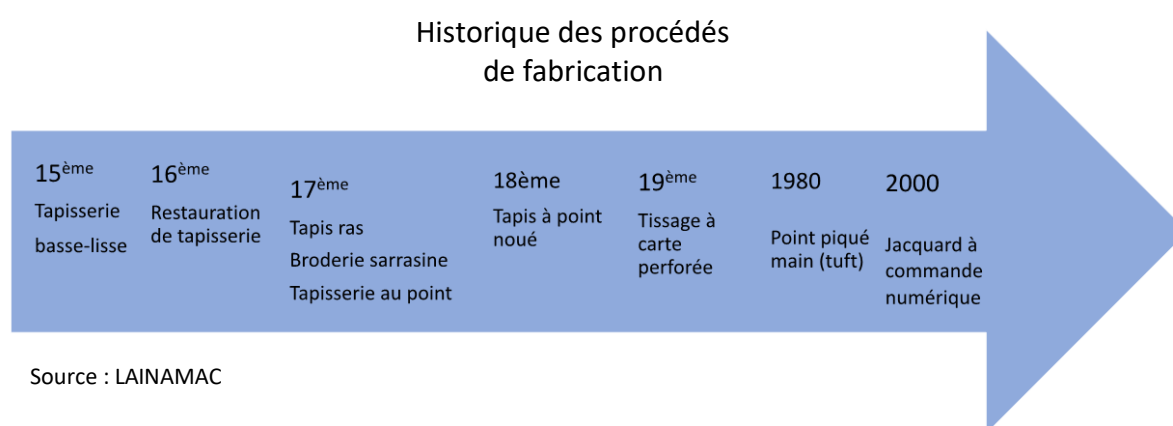 Historique des procédés
de fabrication
15ème
Tapisserie
basse-lisse
16ème
Restauration
de tapisserie
17ème
Tapis ras
Broderie sarrasine
Tapisserie au point
18ème
Tapis à point
noué
19ème
Tissage à
carte
perforée
1980
Point piqué
main (tuft)
2000
Jacquard à
commande
numérique
Source : LAINAMAC